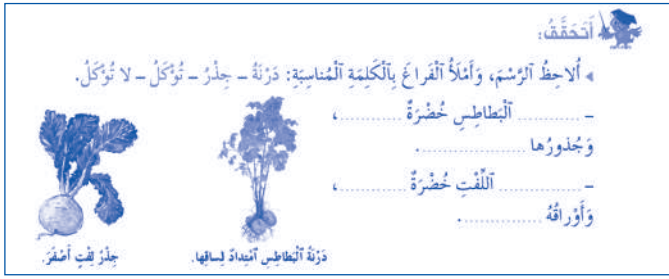 أَتَحَقَّقُ:
أُلاحِظُ ٱلرَّسْمَ، وَأَمْلَأُ ٱلْفَراغَ بِٱلْكَلِمَةِ ٱلْمُناسِبَةِ: دَرْنَةُ – جِذْرُ – تُؤْكَلُ – لا تُؤْكَلُ.
– ............ ٱلْبَطاطِسِ خُضْرَةٌ ............،
وَجُذورُها .................... .
– ............ ٱللِّفْتِ خُضْرَةٌ ............،
وَأَوْراقُهُ ............... .
دَرْنَةُ ٱلْبَطاطِسِ ٱمْتِدادٌ لِساقِها.
جِذْرُ لِفْتٍ أَصْفَرَ.